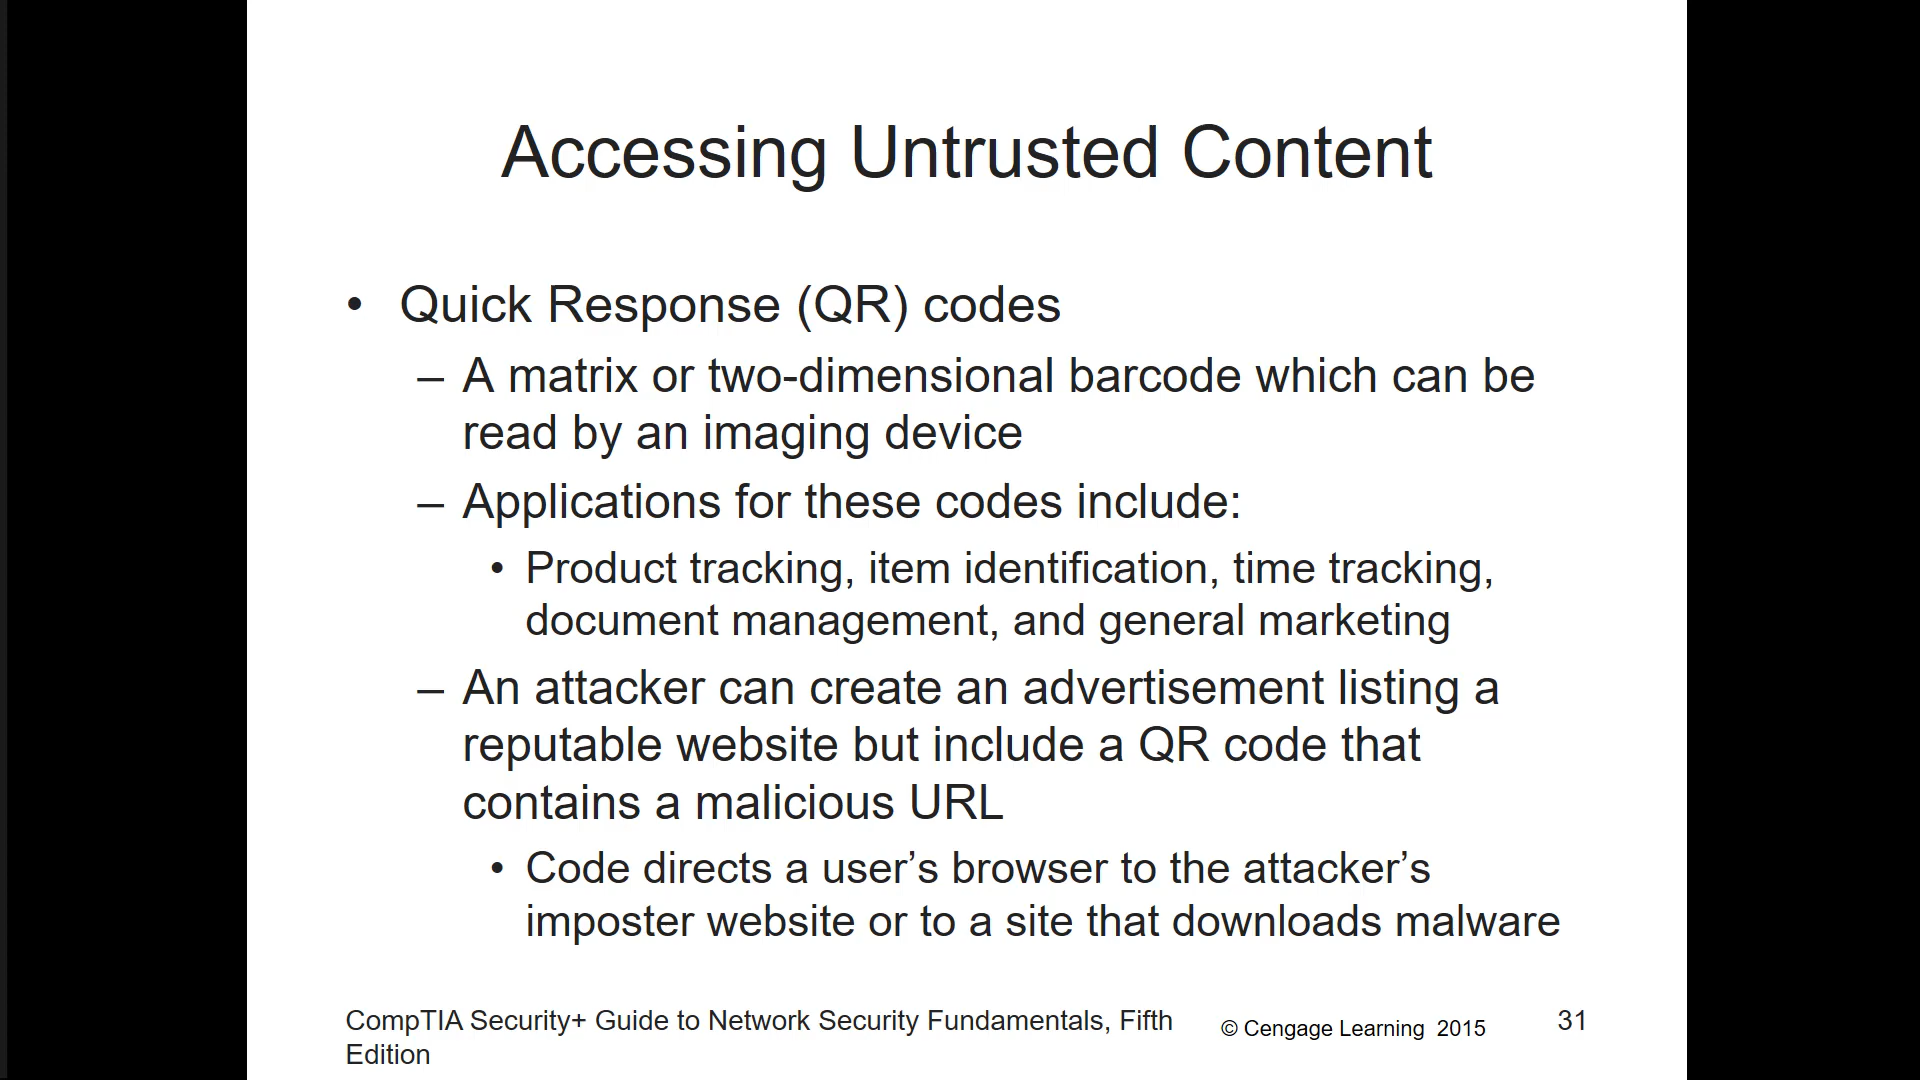 Accessing Untrusted Content
• Quick Response (QR) codes
– A matrix or two-dimensional barcode which can be
read by an imaging device
– Applications for these codes include:
• Product tracking, item identification, time tracking,
document management, and general marketing
– An attacker can create an advertisement listing a
reputable website but include a QR code that
contains a malicious URL
• Code directs a user’s browser to the attacker’s
imposter website or to a site that downloads malware
CompTIA Security+ Guide to Network Security Fundamentals, Fifth
Edition
© Cengage Learning 2015
31